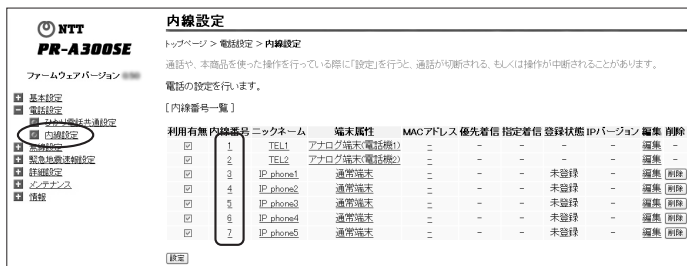 NTT
PR-A300SE
ファームウェアバージョン
基本設定
電話設定
ひかり電話共通設定
内線設定
無線設定
緊急地震速報設定
詳細設定
メンテナンス
情報
内線設定
トップページ > 電話設定 > 内線設定
通話や、本商品を使った操作を行っている際に「設定」を行うと、通話が切断される、もしくは操作が中断されることがあります。
電話の設定を行います。
[内線番号一覧]
利用有無 内線番号 ニックネーム 端末属性 MACアドレス 優先着信 指定着信 登録状態 IPバージョン 編集 削除
1 TEL1 アナログ端末(電話機1) - - - - - 編集 -
2 TEL2 アナログ端末(電話機2) - - - - - 編集 -
3 IP phone1 通常端末 - - - 未登録 - 編集 削除
4 IP phone2 通常端末 - - - 未登録 - 編集 削除
5 IP phone3 通常端末 - - - 未登録 - 編集 削除
6 IP phone4 通常端末 - - - 未登録 - 編集 削除
7 IP phone5 通常端末 - - - 未登録 - 編集 削除
設定